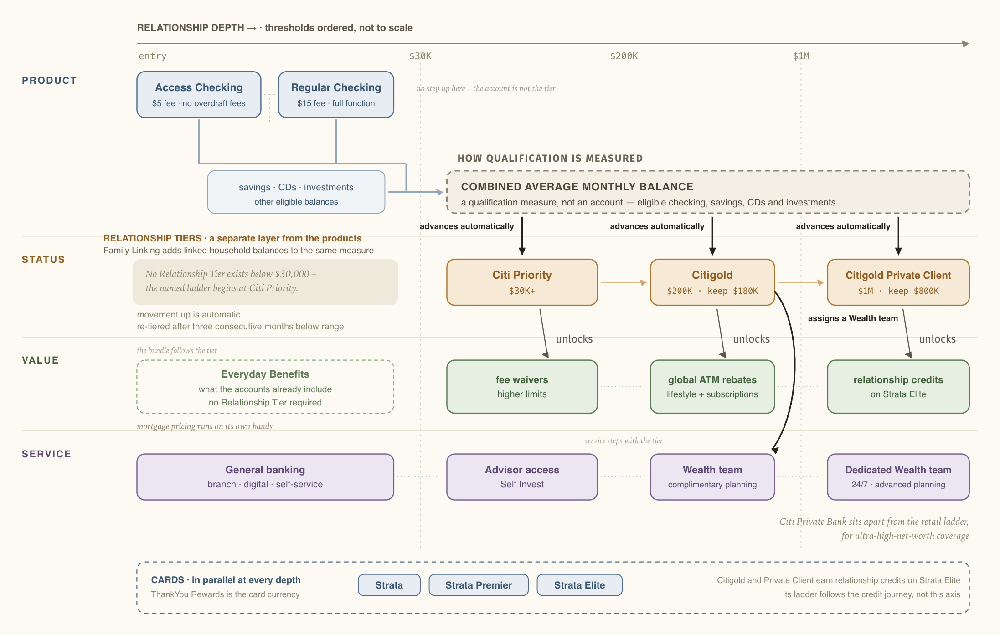 RELATIONSHIP DEPTH → · thresholds ordered, not to scale
entry
$30K
$200K
$1M
PRODUCT
Access Checking
$5 fee · no overdraft fees
Regular Checking
$15 fee · full function
no step up here – the account is not the tier
HOW QUALIFICATION IS MEASURED
savings · CDs · investments
other eligible balances
COMBINED AVERAGE MONTHLY BALANCE
a qualification measure, not an account — eligible checking, savings, CDs and investments
advances automatically
advances automatically
advances automatically
RELATIONSHIP TIERS · a separate layer from the products
Family Linking adds linked household balances to the same measure
STATUS
No Relationship Tier exists below $30,000 –
the named ladder begins at Citi Priority.
Citi Priority
$30K+
Citigold
$200K · keep $180K
Citigold Private Client
$1M · keep $800K
movement up is automatic
re-tiered after three consecutive months below range
assigns a Wealth team
unlocks
unlocks
unlocks
the bundle follows the tier
VALUE
Everyday Benefits
what the accounts already include
no Relationship Tier required
fee waivers
higher limits
global ATM rebates
lifestyle + subscriptions
relationship credits
on Strata Elite
mortgage pricing runs on its own bands
service steps with the tier
SERVICE
General banking
branch · digital · self-service
Advisor access
Self Invest
Wealth team
complimentary planning
Dedicated Wealth team
24/7 · advanced planning
Citi Private Bank sits apart from the retail ladder,
for ultra-high-net-worth coverage
CARDS · in parallel at every depth
ThankYou Rewards is the card currency
Strata
Strata Premier
Strata Elite
Citigold and Private Client earn relationship credits on Strata Elite
its ladder follows the credit journey, not this axis